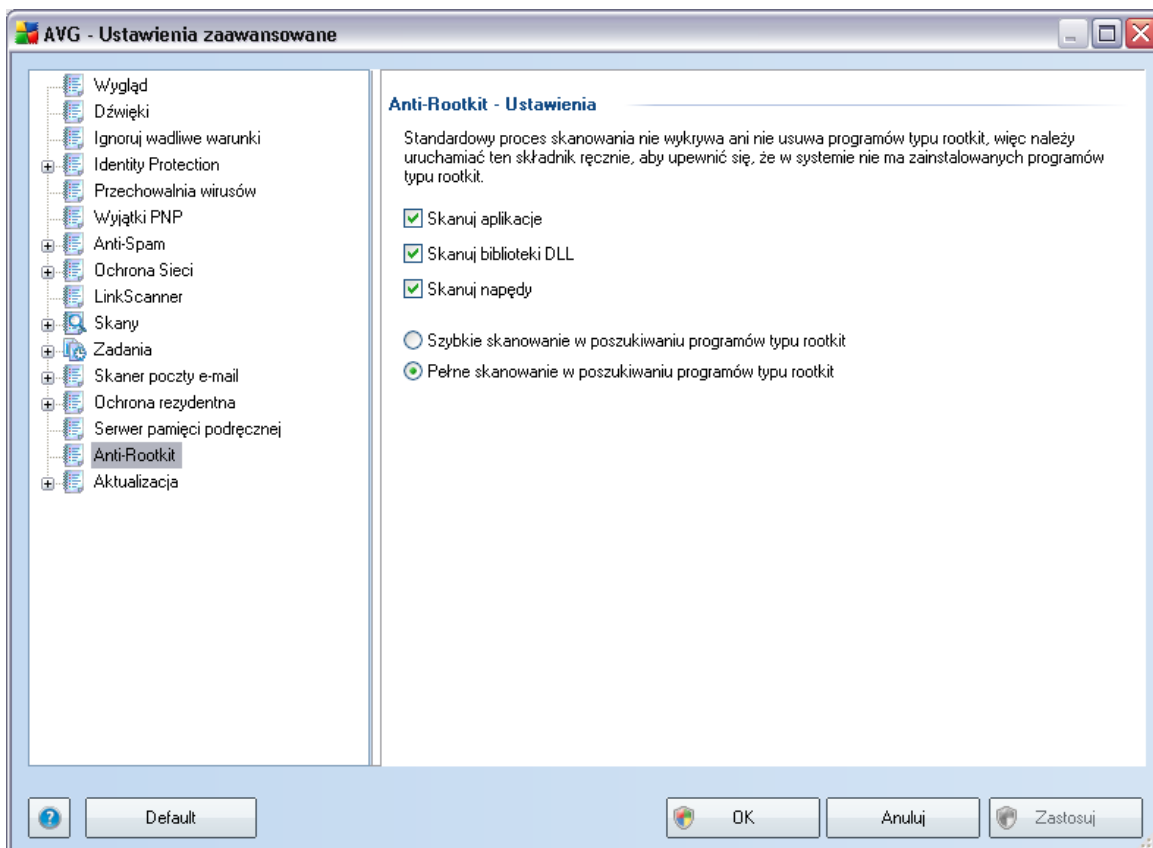 AVG - Ustawienia zaawansowane
Wygląd
Dźwięki
Ignoruj wadliwe warunki
Identity Protection
Przechowalnia wirusów
Wyjątki PNP
Anti-Spam
Ochrona Sieci
LinkScanner
Skany
Zadania
Skaner poczty e-mail
Ochrona rezydentna
Serwer pamięci podręcznej
Anti-Rootkit
Aktualizacja
Anti-Rootkit - Ustawienia
Standardowy proces skanowania nie wykrywa ani nie usuwa programów typu rootkit, więc należy
uruchamiać ten składnik ręcznie, aby upewnić się, że w systemie nie ma zainstalowanych programów
typu rootkit.
Skanuj aplikacje
Skanuj biblioteki DLL
Skanuj napędy
Szybkie skanowanie w poszukiwaniu programów typu rootkit
Pełne skanowanie w poszukiwaniu programów typu rootkit
Default
OK
Anuluj
Zastosuj